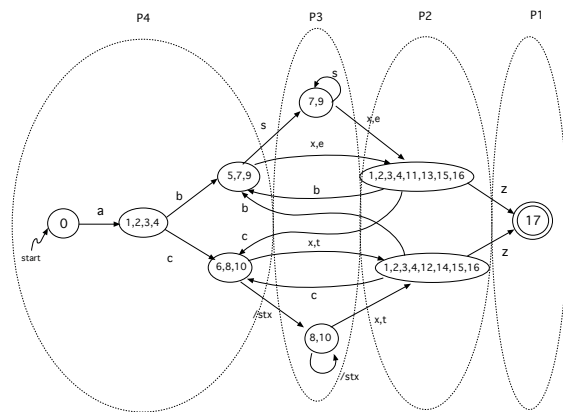 P4 P3 P2 P1
s
7,9
s x,e
x,e
5,7,9 1,2,3,4,11,13,15,16
b b z
a b
0 1,2,3,4 17
start c c x,t z
6,8,10 1,2,3,4,12,14,15,16
c
/stx x,t
8,10
/stx